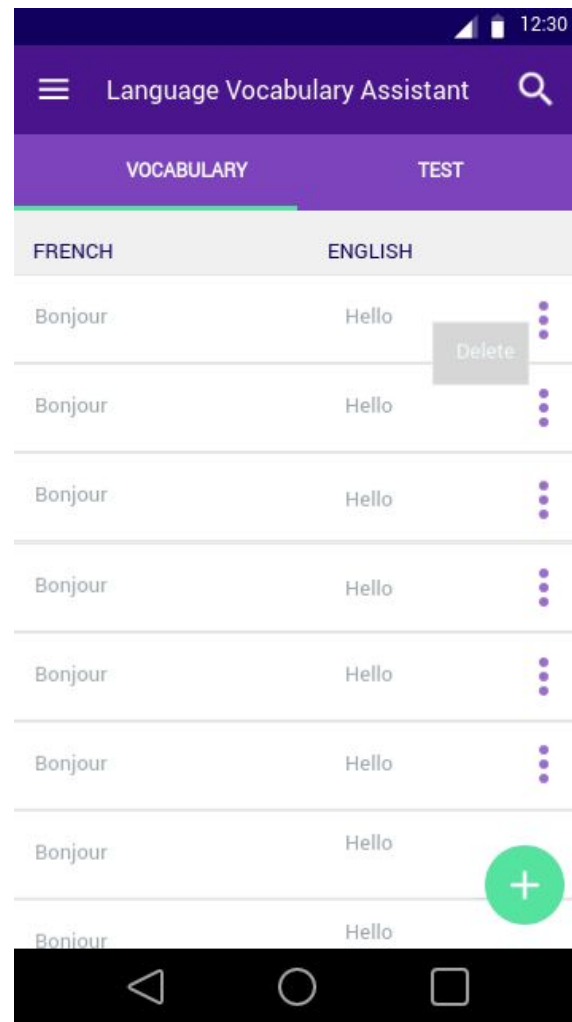 12:30
Language Vocabulary Assistant
VOCABULARY TEST
FRENCH ENGLISH
Bonjour Hello
Delete
Bonjour Hello
Bonjour Hello
Bonjour Hello
Bonjour Hello
Bonjour Hello
Bonjour Hello
Bonjour Hello